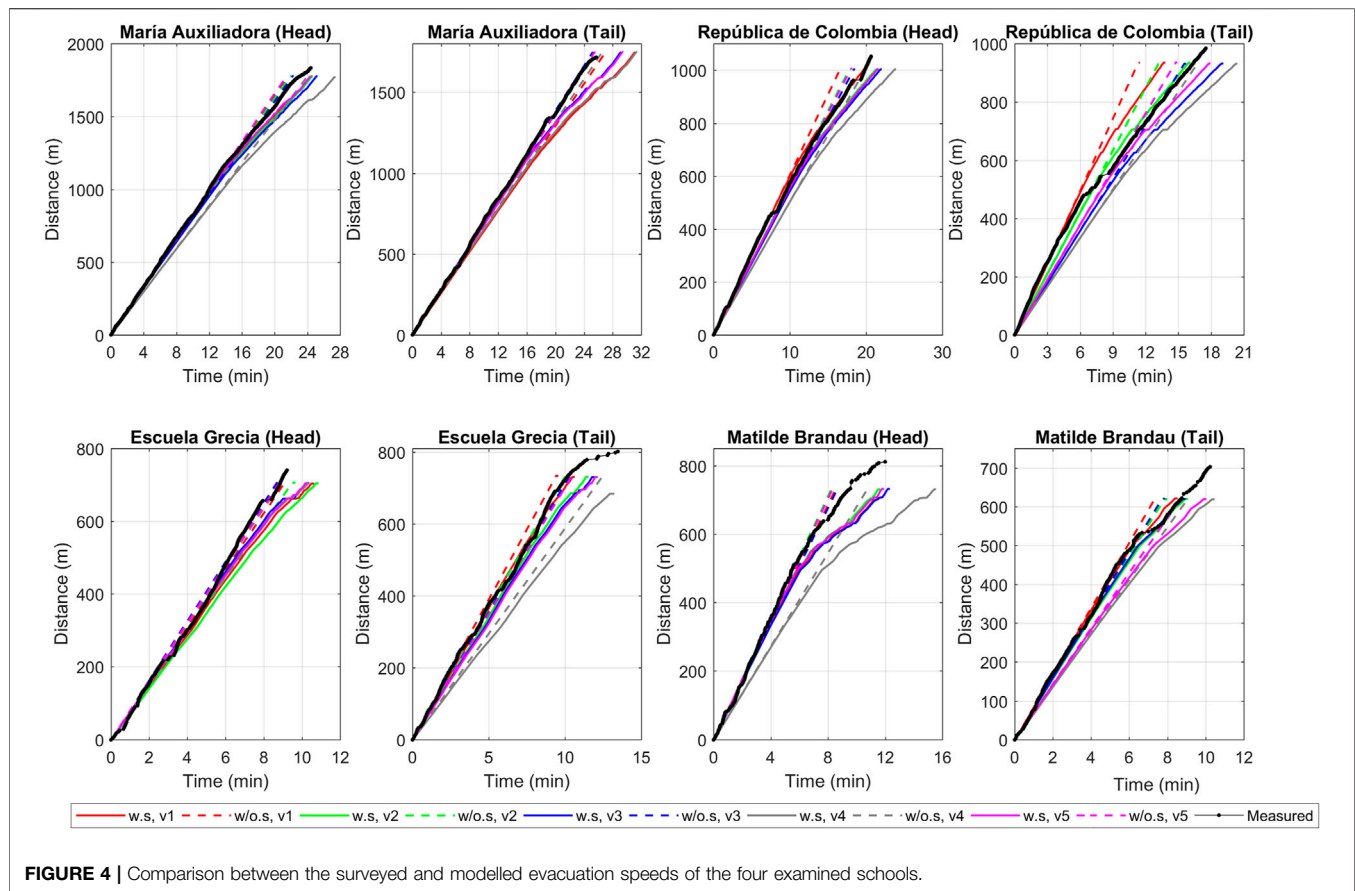 María Auxiliadora (Head)
2000
1500
1000
500
0
Distance (m)
0 4 8 12 16 20 24 28
Time (min)
María Auxiliadora (Tail)
1500
1000
500
0
Distance (m)
0 4 8 12 16 20 24 28 32
Time (min)
República de Colombia (Head)
1000
800
600
400
200
0
Distance (m)
0 10 20 30
Time (min)
República de Colombia (Tail)
1000
800
600
400
200
0
Distance (m)
0 3 6 9 12 15 18 21
Time (min)
Escuela Grecia (Head)
800
600
400
200
0
Distance (m)
0 2 4 6 8 10 12
Time (min)
Escuela Grecia (Tail)
800
600
400
200
0
Distance (m)
0 5 10 15
Time (min)
Matilde Brandau (Head)
800
600
400
200
0
Distance (m)
0 4 8 12 16
Time (min)
Matilde Brandau (Tail)
700
600
500
400
300
200
100
0
Distance (m)
0 2 4 6 8 10 12
Time (min)
w.s, v1 w/o.s, v1 w.s, v2 w/o.s, v2 w.s, v3 w/o.s, v3 w.s, v4 w/o.s, v4 w.s, v5 w/o.s, v5 Measured
FIGURE 4 | Comparison between the surveyed and modelled evacuation speeds of the four examined schools.